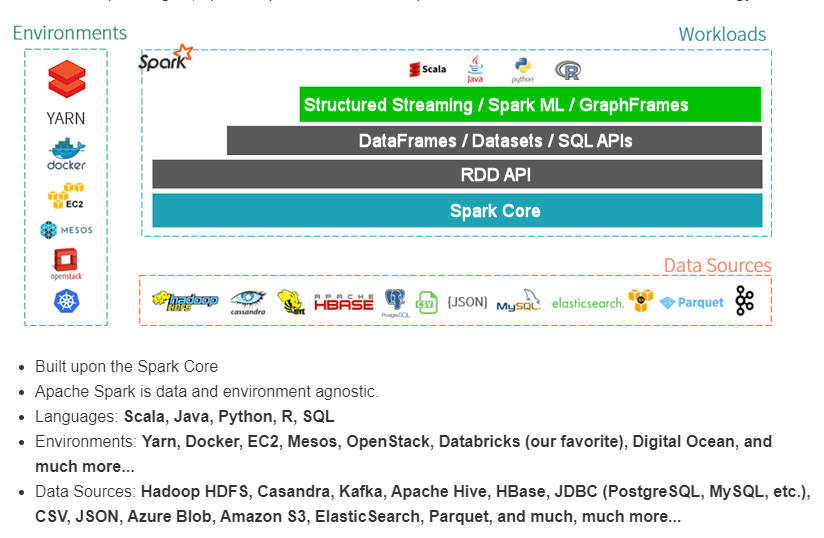 Environments
Workloads
Spark
Scala
Java
python
R
YARN
docker
EC2
MESOS
openstack
Structured Streaming / Spark ML / GraphFrames
DataFrames / Datasets / SQL APIs
RDD API
Spark Core
Data Sources
hadoop
HDFS
cassandra
HIVE
APACHE
HBASE
PostgreSQL
CSV
{JSON}
MySQL
elasticsearch.
Parquet
• Built upon the Spark Core
• Apache Spark is data and environment agnostic.
• Languages: Scala, Java, Python, R, SQL
• Environments: Yarn, Docker, EC2, Mesos, OpenStack, Databricks (our favorite), Digital Ocean, and
much more...
• Data Sources: Hadoop HDFS, Casandra, Kafka, Apache Hive, HBase, JDBC (PostgreSQL, MySQL, etc.),
CSV, JSON, Azure Blob, Amazon S3, ElasticSearch, Parquet, and much, much more...